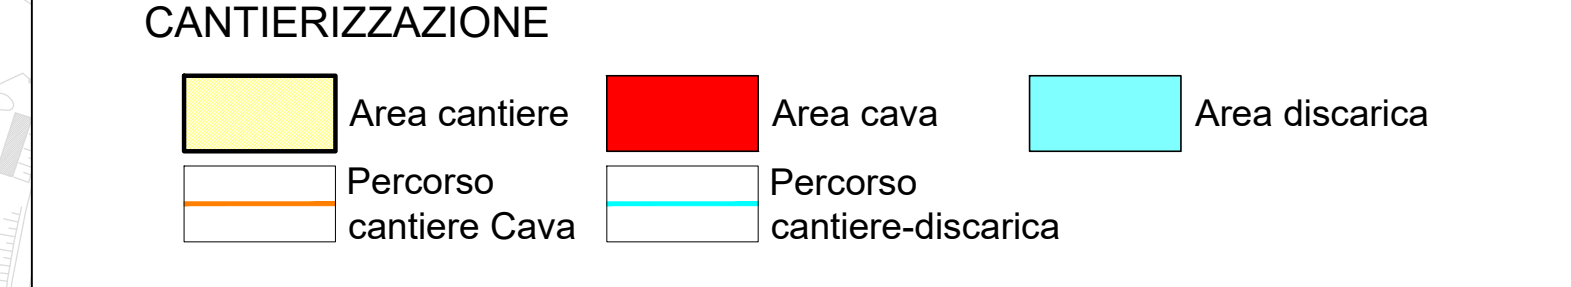 CANTIERIZZAZIONE
Area cantiere
Area cava
Area discarica
Percorso
cantiere Cava
Percorso
cantiere-discarica